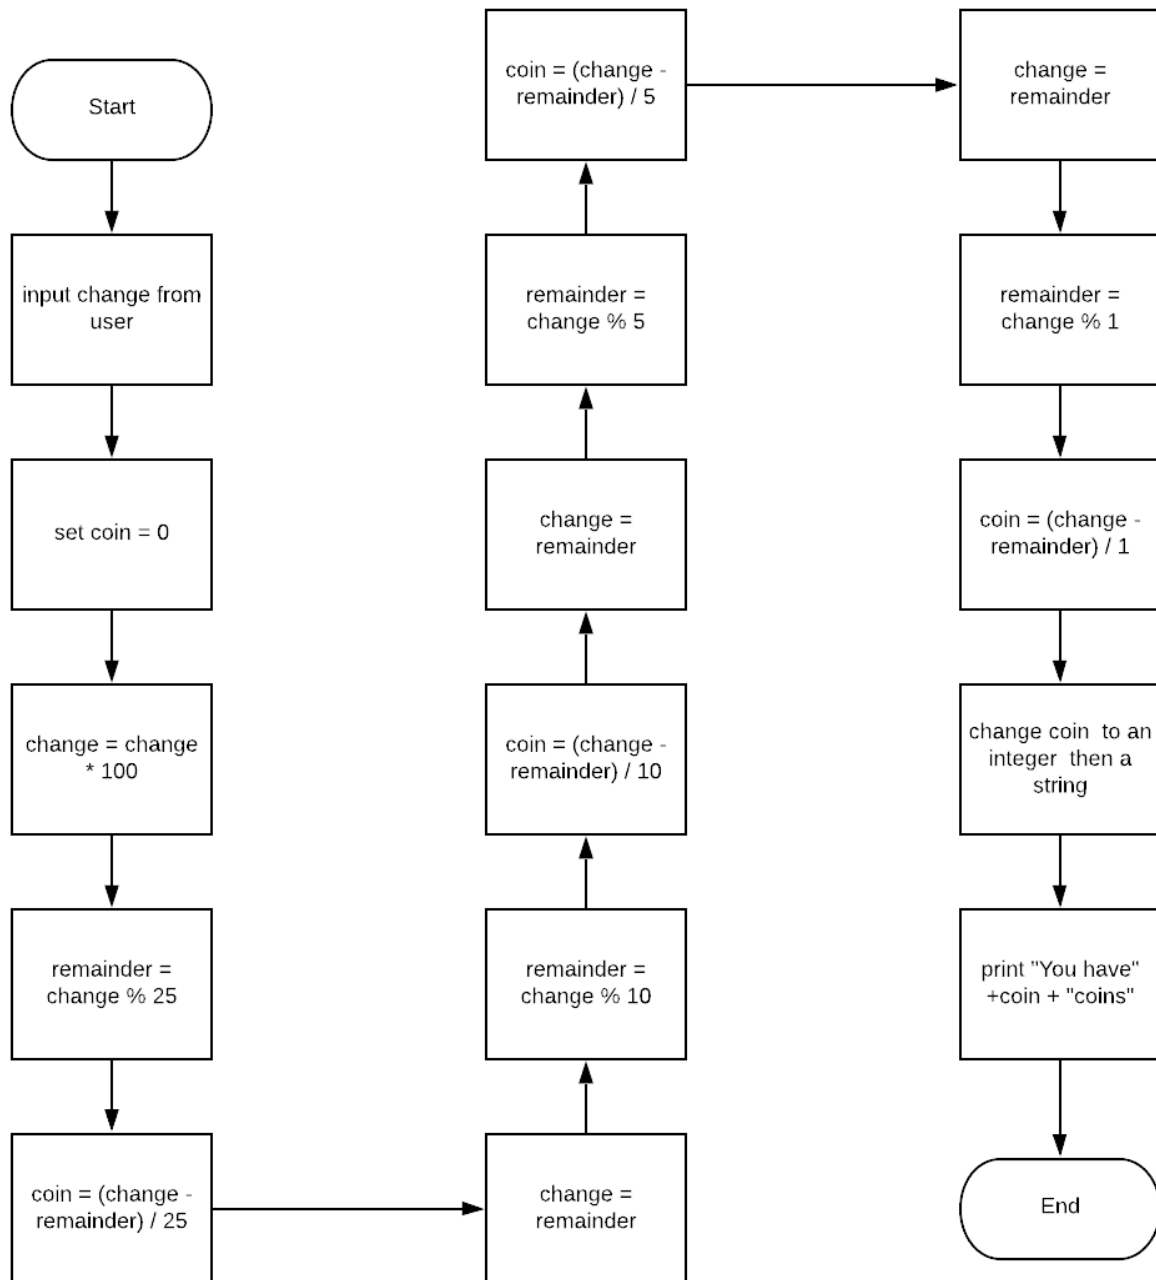 Start
input change from
user
set coin = 0
change = change
* 100
remainder =
change % 25
coin = (change -
remainder) / 25
change =
remainder
remainder =
change % 10
coin = (change -
remainder) / 10
change =
remainder
remainder =
change % 5
coin = (change -
remainder) / 5
change =
remainder
remainder =
change % 1
coin = (change -
remainder) / 1
change coin  to an
integer  then a
string
print "You have"
+coin + "coins"
End